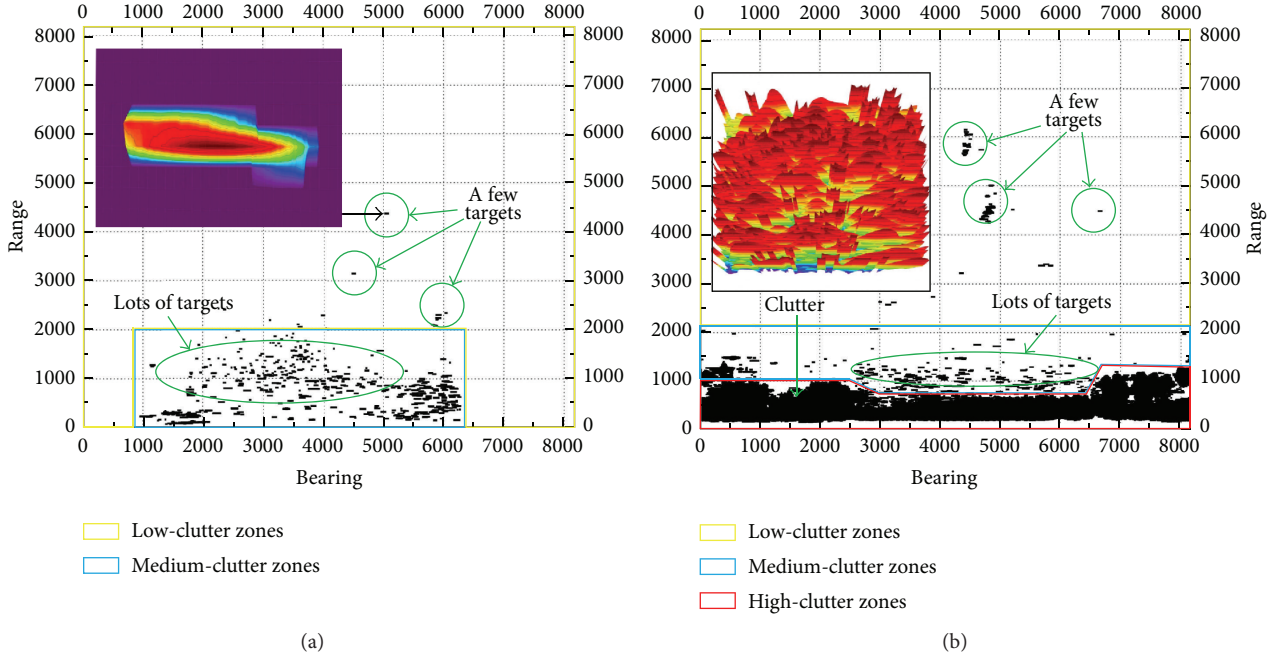 0 1000 2000 3000 4000 5000 6000 7000 8000
8000 8000
7000 7000
6000 6000
5000 5000
4000 4000
3000 3000
2000 2000
1000 1000
0 0
Range
A few
targets
Lots of targets
0 1000 2000 3000 4000 5000 6000 7000 8000
Bearing
Low-clutter zones
Medium-clutter zones
(a)
0 1000 2000 3000 4000 5000 6000 7000 8000
8000 8000
7000 7000
6000 6000
5000 5000
4000 4000
3000 3000
2000 2000
1000 1000
0 0
Range
A few
targets
Clutter
Lots of targets
0 1000 2000 3000 4000 5000 6000 7000 8000
Bearing
Low-clutter zones
Medium-clutter zones
High-clutter zones
(b)